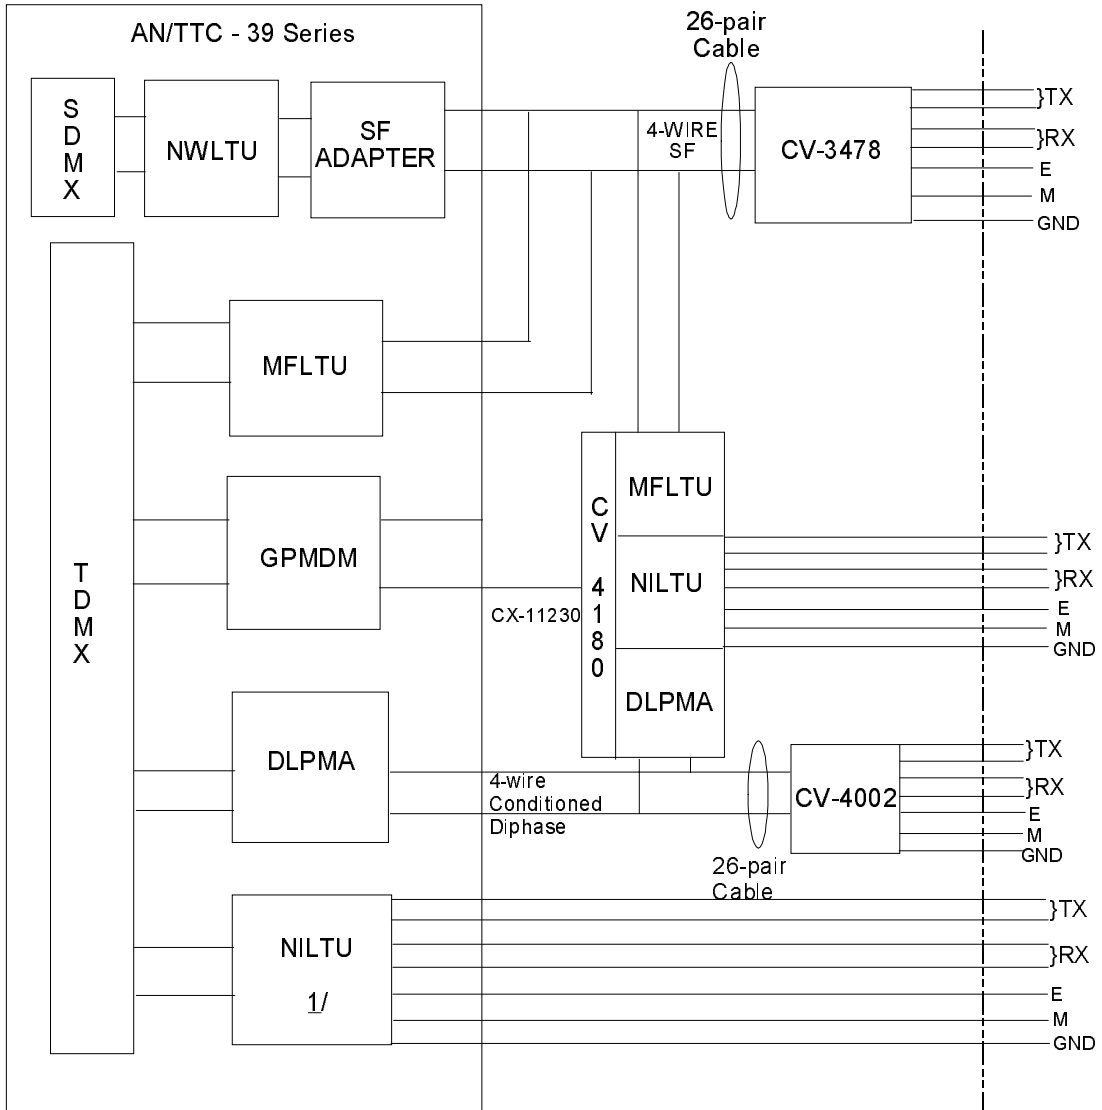 AN/TTC - 39 Series
26-pair
Cable
S
D
M
X
NWLTU
SF
ADAPTER
4-WIRE
SF
CV-3478
}TX
}RX
E
M
GND
MFLTU
T
D
M
X
GPMDM
CX-11230
C
V
4
1
8
0
MFLTU
NILTU
DLPMA
}TX
}RX
E
M
GND
DLPMA
4-wire
Conditioned
Diphase
26-pair
Cable
CV-4002
}TX
}RX
E
M
GND
NILTU
1/
}TX
}RX
E
M
GND